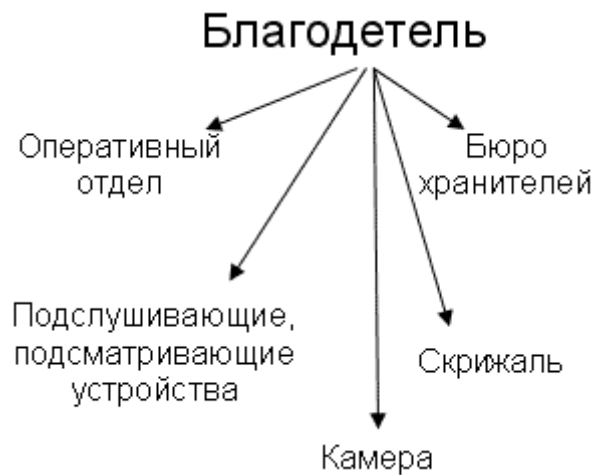 Благодетель
Оперативный
отдел
Бюро
хранителей
Подслушивающие,
подсматривающие
устройства
Скрижаль
Камера